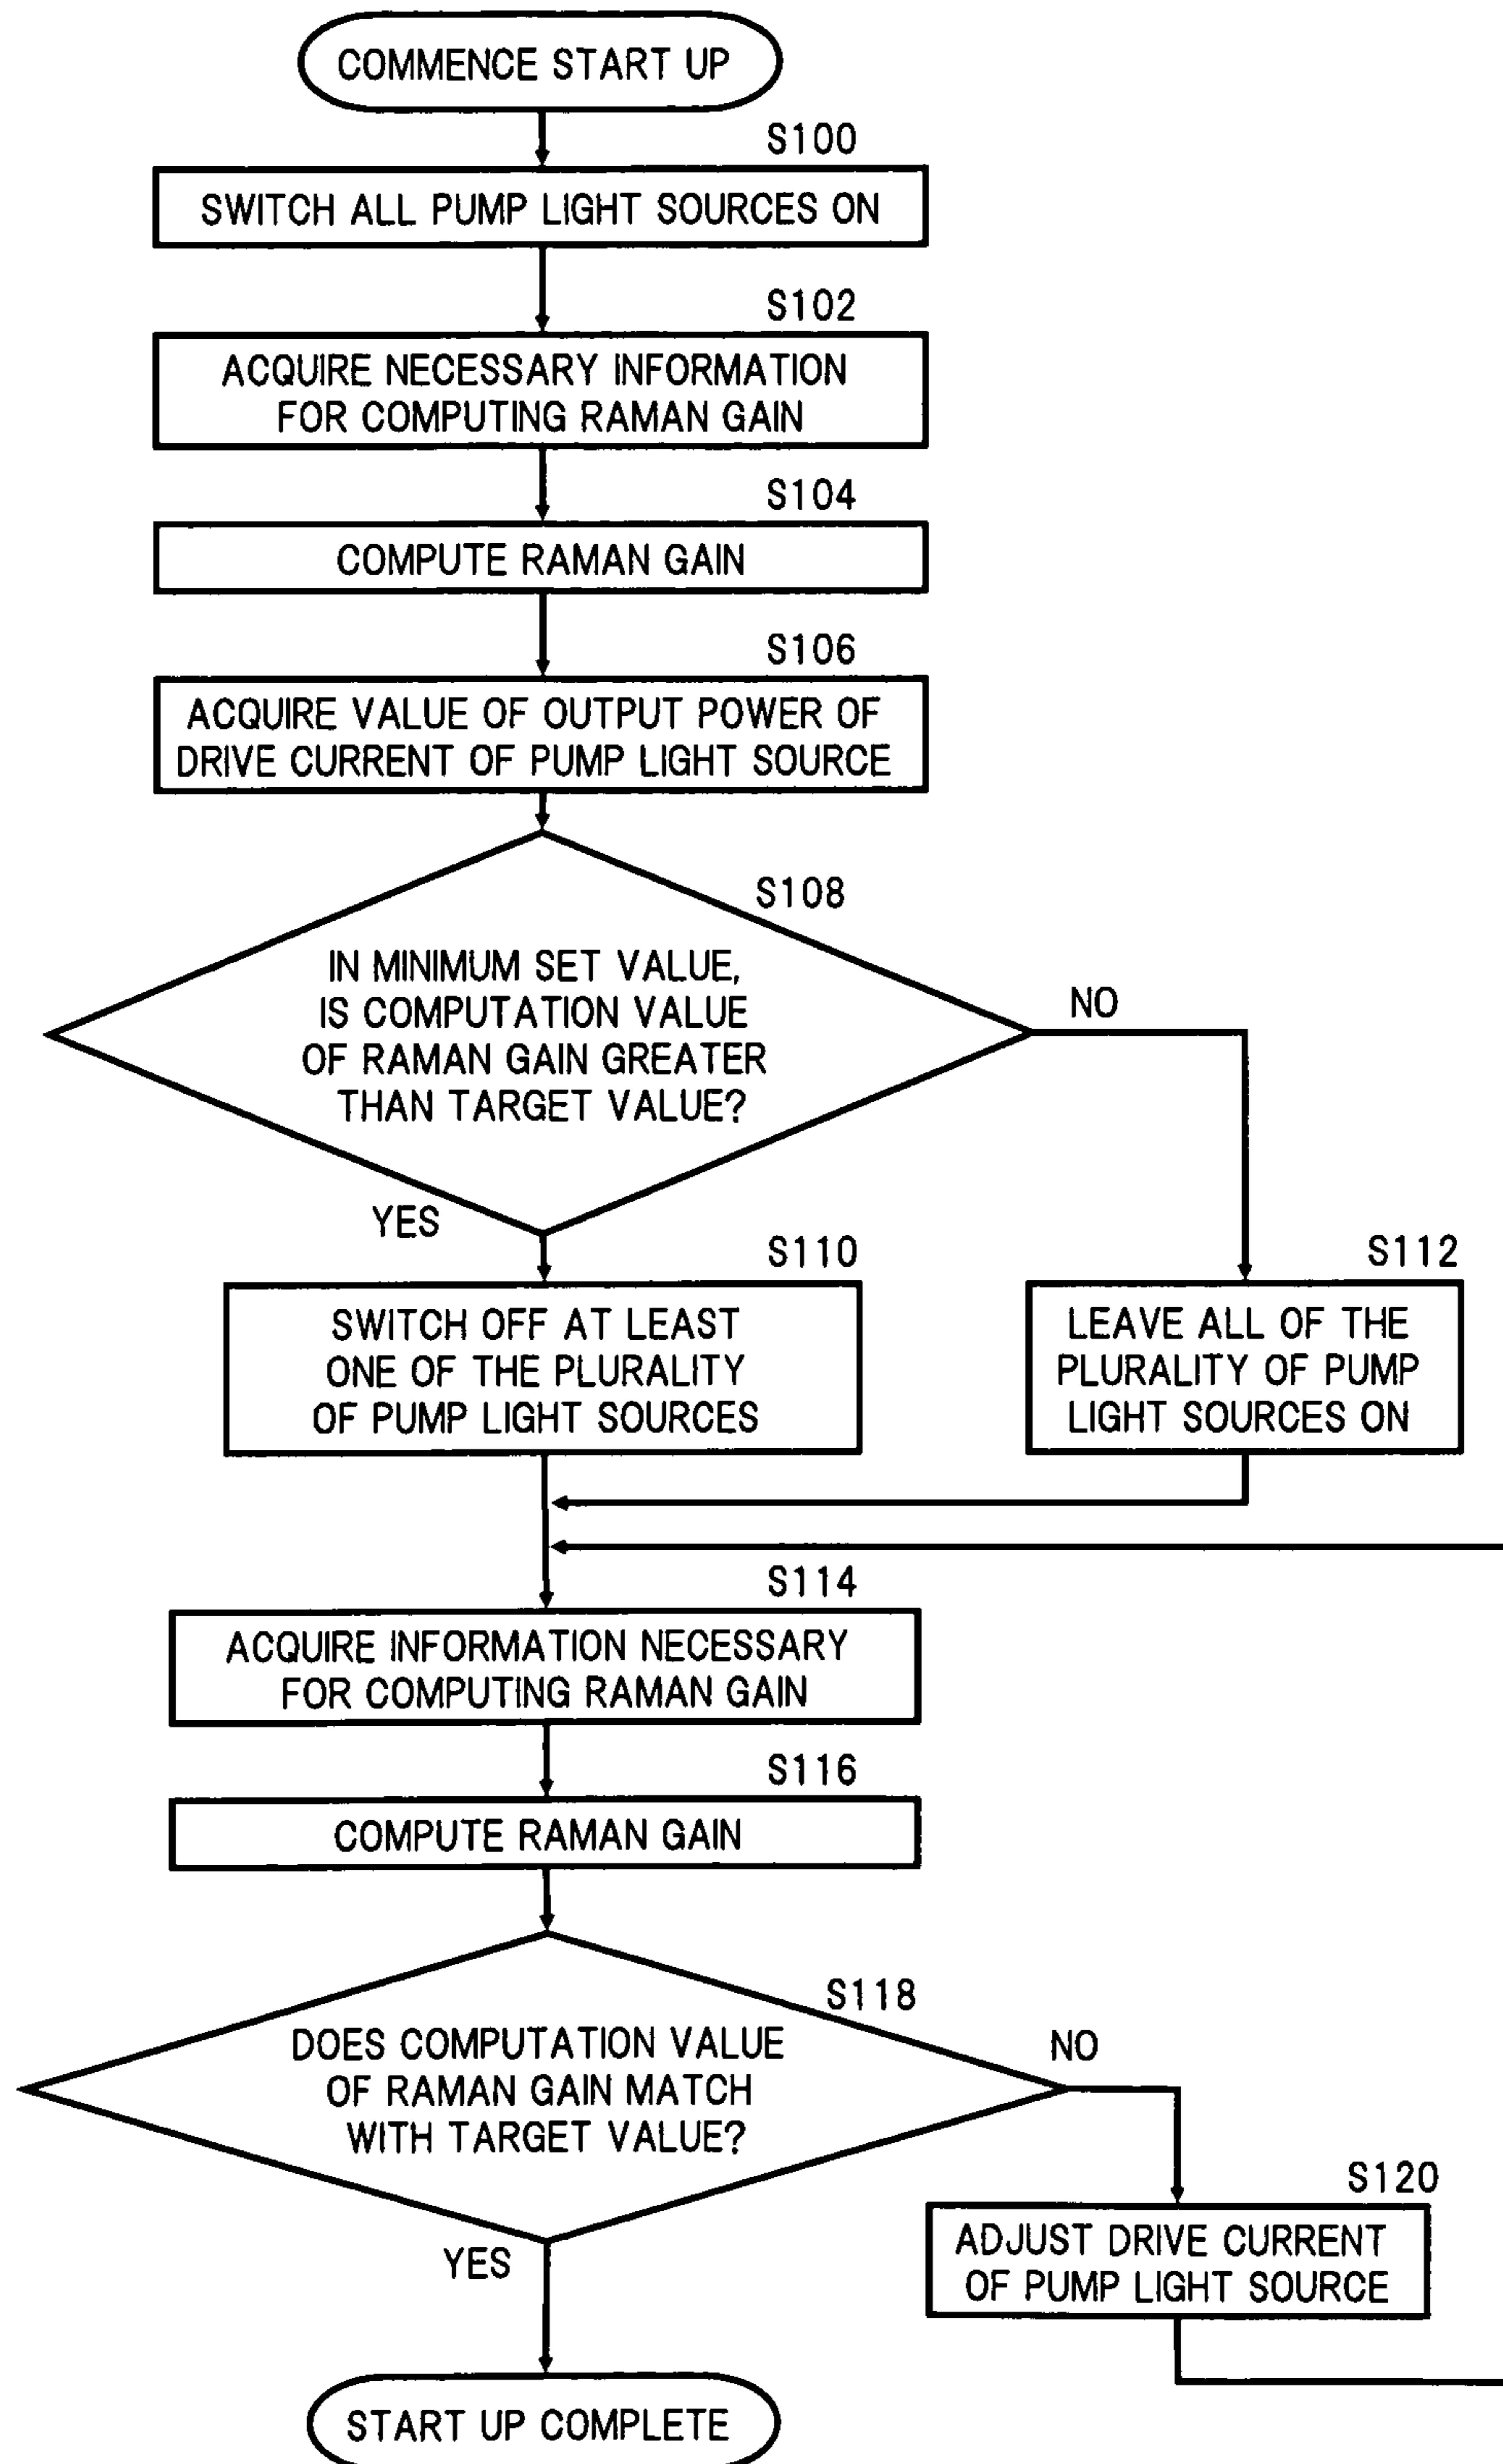 COMMENCE START UP
S100
SWITCH ALL PUMP LIGHT SOURCES ON
S102
ACQUIRE NECESSARY INFORMATION
FOR COMPUTING RAMAN GAIN
S104
COMPUTE RAMAN GAIN
S106
ACQUIRE VALUE OF OUTPUT POWER OF
DRIVE CURRENT OF PUMP LIGHT SOURCE
S108
IN MINIMUM SET VALUE,
IS COMPUTATION VALUE
OF RAMAN GAIN GREATER
THAN TARGET VALUE?
NO
YES
S110
SWITCH OFF AT LEAST
ONE OF THE PLURALITY
OF PUMP LIGHT SOURCES
S112
LEAVE ALL OF THE
PLURALITY OF PUMP
LIGHT SOURCES ON
S114
ACQUIRE INFORMATION NECESSARY
FOR COMPUTING RAMAN GAIN
S116
COMPUTE RAMAN GAIN
S118
DOES COMPUTATION VALUE
OF RAMAN GAIN MATCH
WITH TARGET VALUE?
NO
YES
S120
ADJUST DRIVE CURRENT
OF PUMP LIGHT SOURCE
START UP COMPLETE